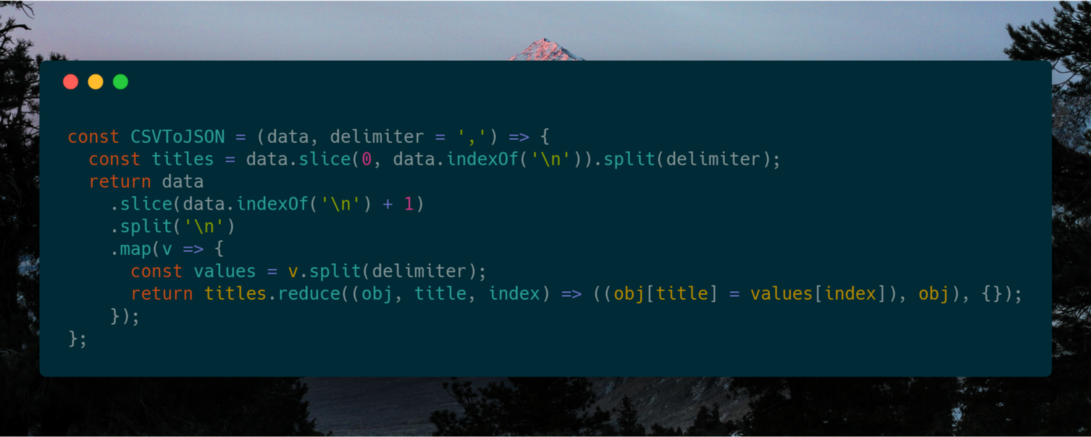 const CSVToJSON = (data, delimiter = ',') => {
  const titles = data.slice(0, data.indexOf('\n')).split(delimiter);
  return data
    .slice(data.indexOf('\n') + 1)
    .split('\n')
    .map(v => {
      const values = v.split(delimiter);
      return titles.reduce((obj, title, index) => ((obj[title] = values[index]), obj), {});
    });
};